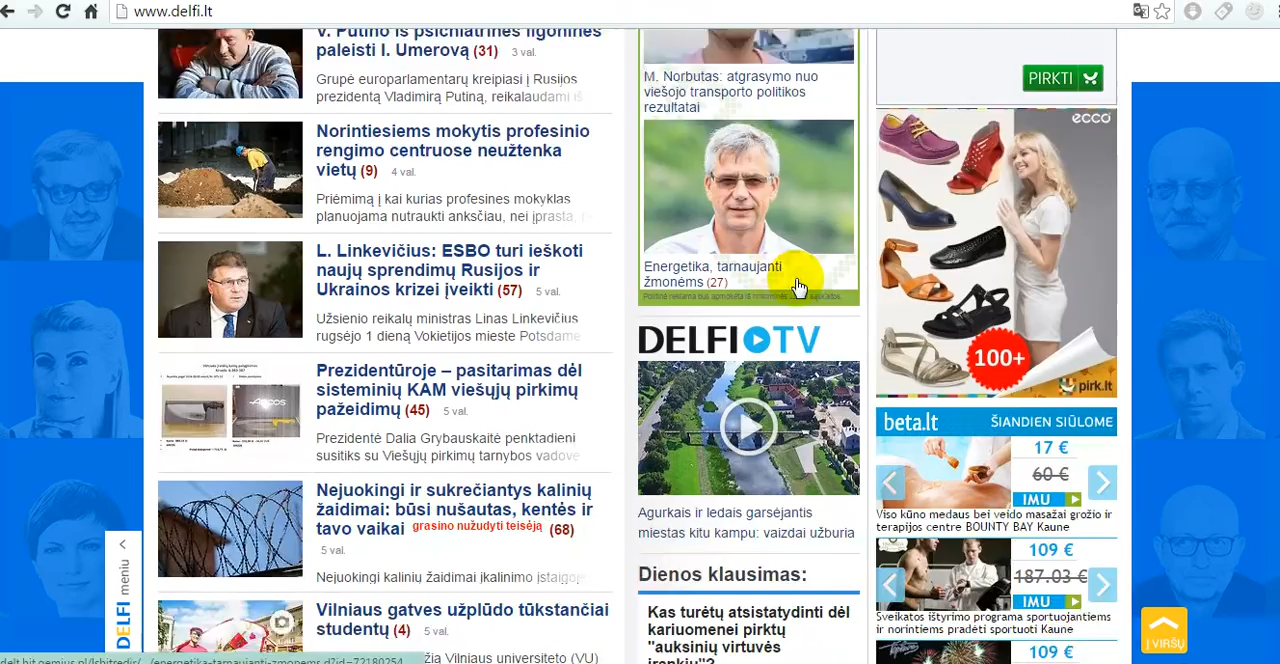 www.delfi.lt
V. Putino iš psichiatrinės ligoninės
paleisti I. Umerovą (31) 3 val.
Grupė europarlamentarų kreipiasi į Rusijos
prezidentą Vladimirą Putiną, reikalaudami iš
Norintiesiems mokytis profesinio
rengimo centruose neužtenka
vietų (9) 4 val.
Priėmimą į kai kurias profesines mokyklas
planuojama nutraukti anksčiau, nei įprasta,
L. Linkevičius: ESBO turi ieškoti
naujų sprendimų Rusijos ir
Ukrainos krizei įveikti (57) 5 val.
Užsienio reikalų ministras Linas Linkevičius
rugsėjo 1 dieną Vokietijos mieste Potsdame
Prezidentūroje – pasitarimas dėl
sisteminių KAM viešųjų pirkimų
pažeidimų (45) 5 val.
Prezidentė Dalia Grybauskaitė penktadienį
susitiks su Viešųjų pirkimų tarnybos vadovė
Nejuokingi ir sukrečiantys kalinių
žaidimai: būsi nušautas, kentės ir
tavo vaikai grasino nužudyti teisėją (68)
5 val.
Nejuokingi kalinių žaidimai įkalinimo įstaigo
Vilniaus gatves užplūdo tūkstančiai
studentų (4) 5 val.
žią Vilniaus universiteto (VU)
DELFI meniu
M. Norbutas: atgrasymo nuo
viešojo transporto politikos
rezultatai
Energetika, tarnaujanti
žmonėms (27)
DELFI TV
Agurkais ir ledais garsėjantis
miestas kitu kampu: vaizdai užburia
Dienos klausimas:
Kas turėtų atsistatydinti dėl
kariuomenei pirktų
"auksinių virtuvės
įrankių"?
PIRKTI
ecco
100+
pirk.lt
beta.lt ŠIANDIEN SIŪLOME
17 €
60 €
IMU
Viso kūno medaus bei veido masažai grožio ir
terapijos centre BOUNTY BAY Kaune
109 €
187.03 €
IMU
Sveikatos ištyrimo programa sportuojantiems
ir norintiems pradėti sportuoti Kaune
109 €
Į VIRŠŲ